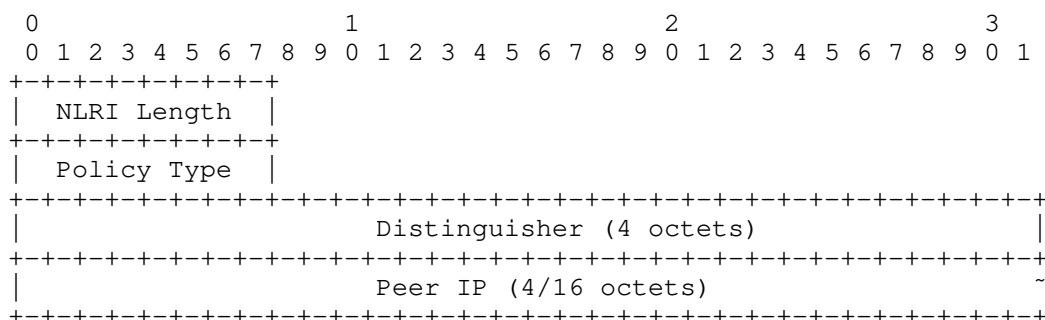 0                   1                   2                   3
 0 1 2 3 4 5 6 7 8 9 0 1 2 3 4 5 6 7 8 9 0 1 2 3 4 5 6 7 8 9 0 1
+-+-+-+-+-+-+-+-+
|  NLRI Length  |
+-+-+-+-+-+-+-+-+
|  Policy Type  |
+-+-+-+-+-+-+-+-+-+-+-+-+-+-+-+-+-+-+-+-+-+-+-+-+-+-+-+-+-+-+-+-+
|                      Distinguisher (4 octets)                 |
+-+-+-+-+-+-+-+-+-+-+-+-+-+-+-+-+-+-+-+-+-+-+-+-+-+-+-+-+-+-+-+-+
|                      Peer IP (4/16 octets)                    ~
+-+-+-+-+-+-+-+-+-+-+-+-+-+-+-+-+-+-+-+-+-+-+-+-+-+-+-+-+-+-+-+-+